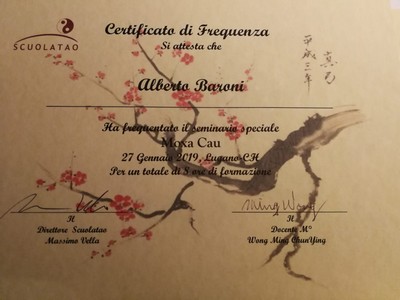 SCUOLATAO
Certificato di Frequenza
Si attesta che
Alberto Baroni
Ha frequentato il seminario speciale
Moxa Cau
27 Gennaio 2019, Lugano CH
Per un totale di 8 ore di formazione
Il
Direttore Scuolatao
Massimo Vella
Ming Wong
Il
Docente M°
Wong Ming ChunYing